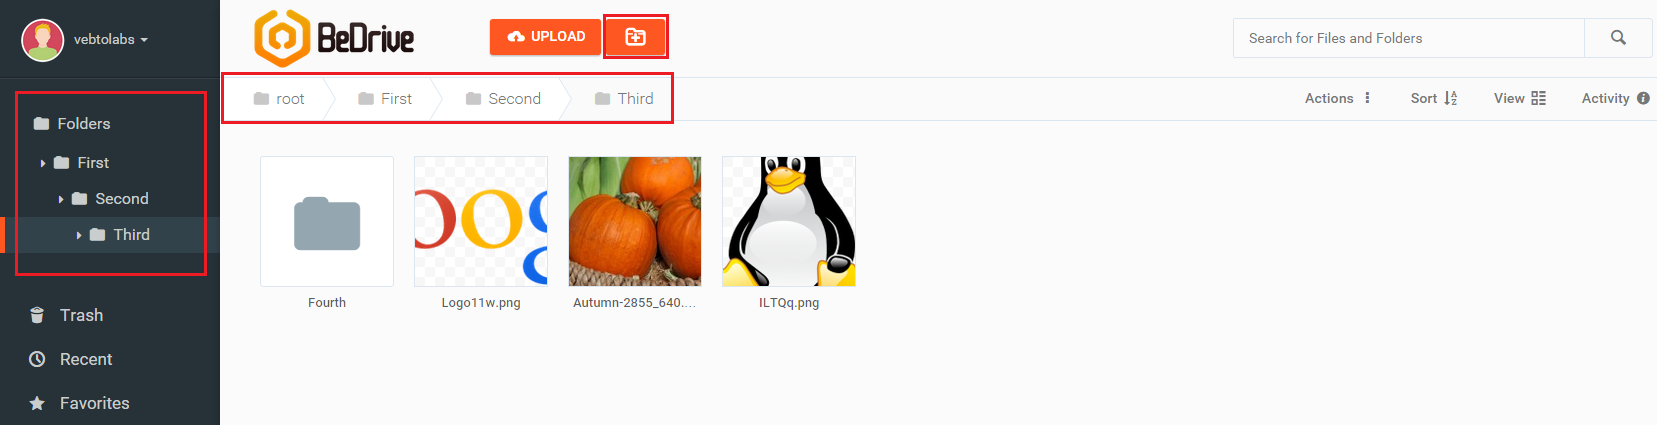 vebtolabs
BeDrive
UPLOAD
Search for Files and Folders
root First Second Third
Actions Sort View Activity
Folders
First
Second
Third
Trash
Recent
Favorites
Fourth
Logo11w.png
Autumn-2855_640....
ILTQq.png